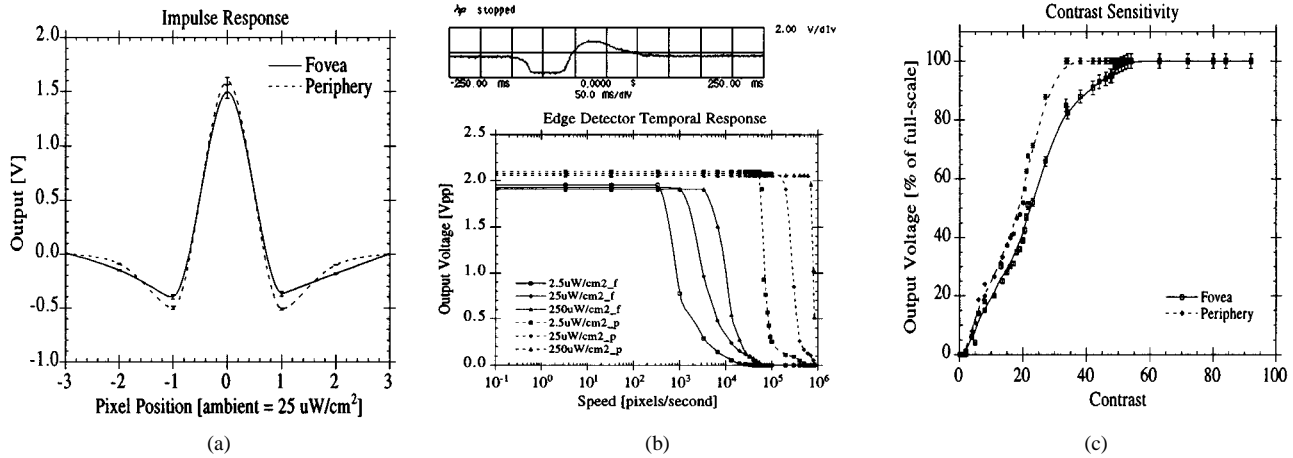 Impulse Response
2.0
1.5
1.0
0.5
0.0
-0.5
-1.0
Output [V]
Fovea
Periphery
-3 -2 -1 0 1 2 3
Pixel Position [ambient = 25 uW/cm2]
(a)
hp stopped
2.00 V/div
-250.00 ms 0.0000 s 250.00 ms
50.0 ms/div
Edge Detector Temporal Response
2.5
2.0
1.5
1.0
0.5
0.0
Output Voltage [Vpp]
2.5uW/cm2_f
25uW/cm2_f
250uW/cm2_f
2.5uW/cm2_p
25uW/cm2_p
250uW/cm2_p
10-1 100 101 102 103 104 105 106
Speed [pixels/second]
(b)
Contrast Sensitivity
100
80
60
40
20
0
Output Voltage [% of full-scale]
Fovea
Periphery
0 20 40 60 80 100
Contrast
(c)